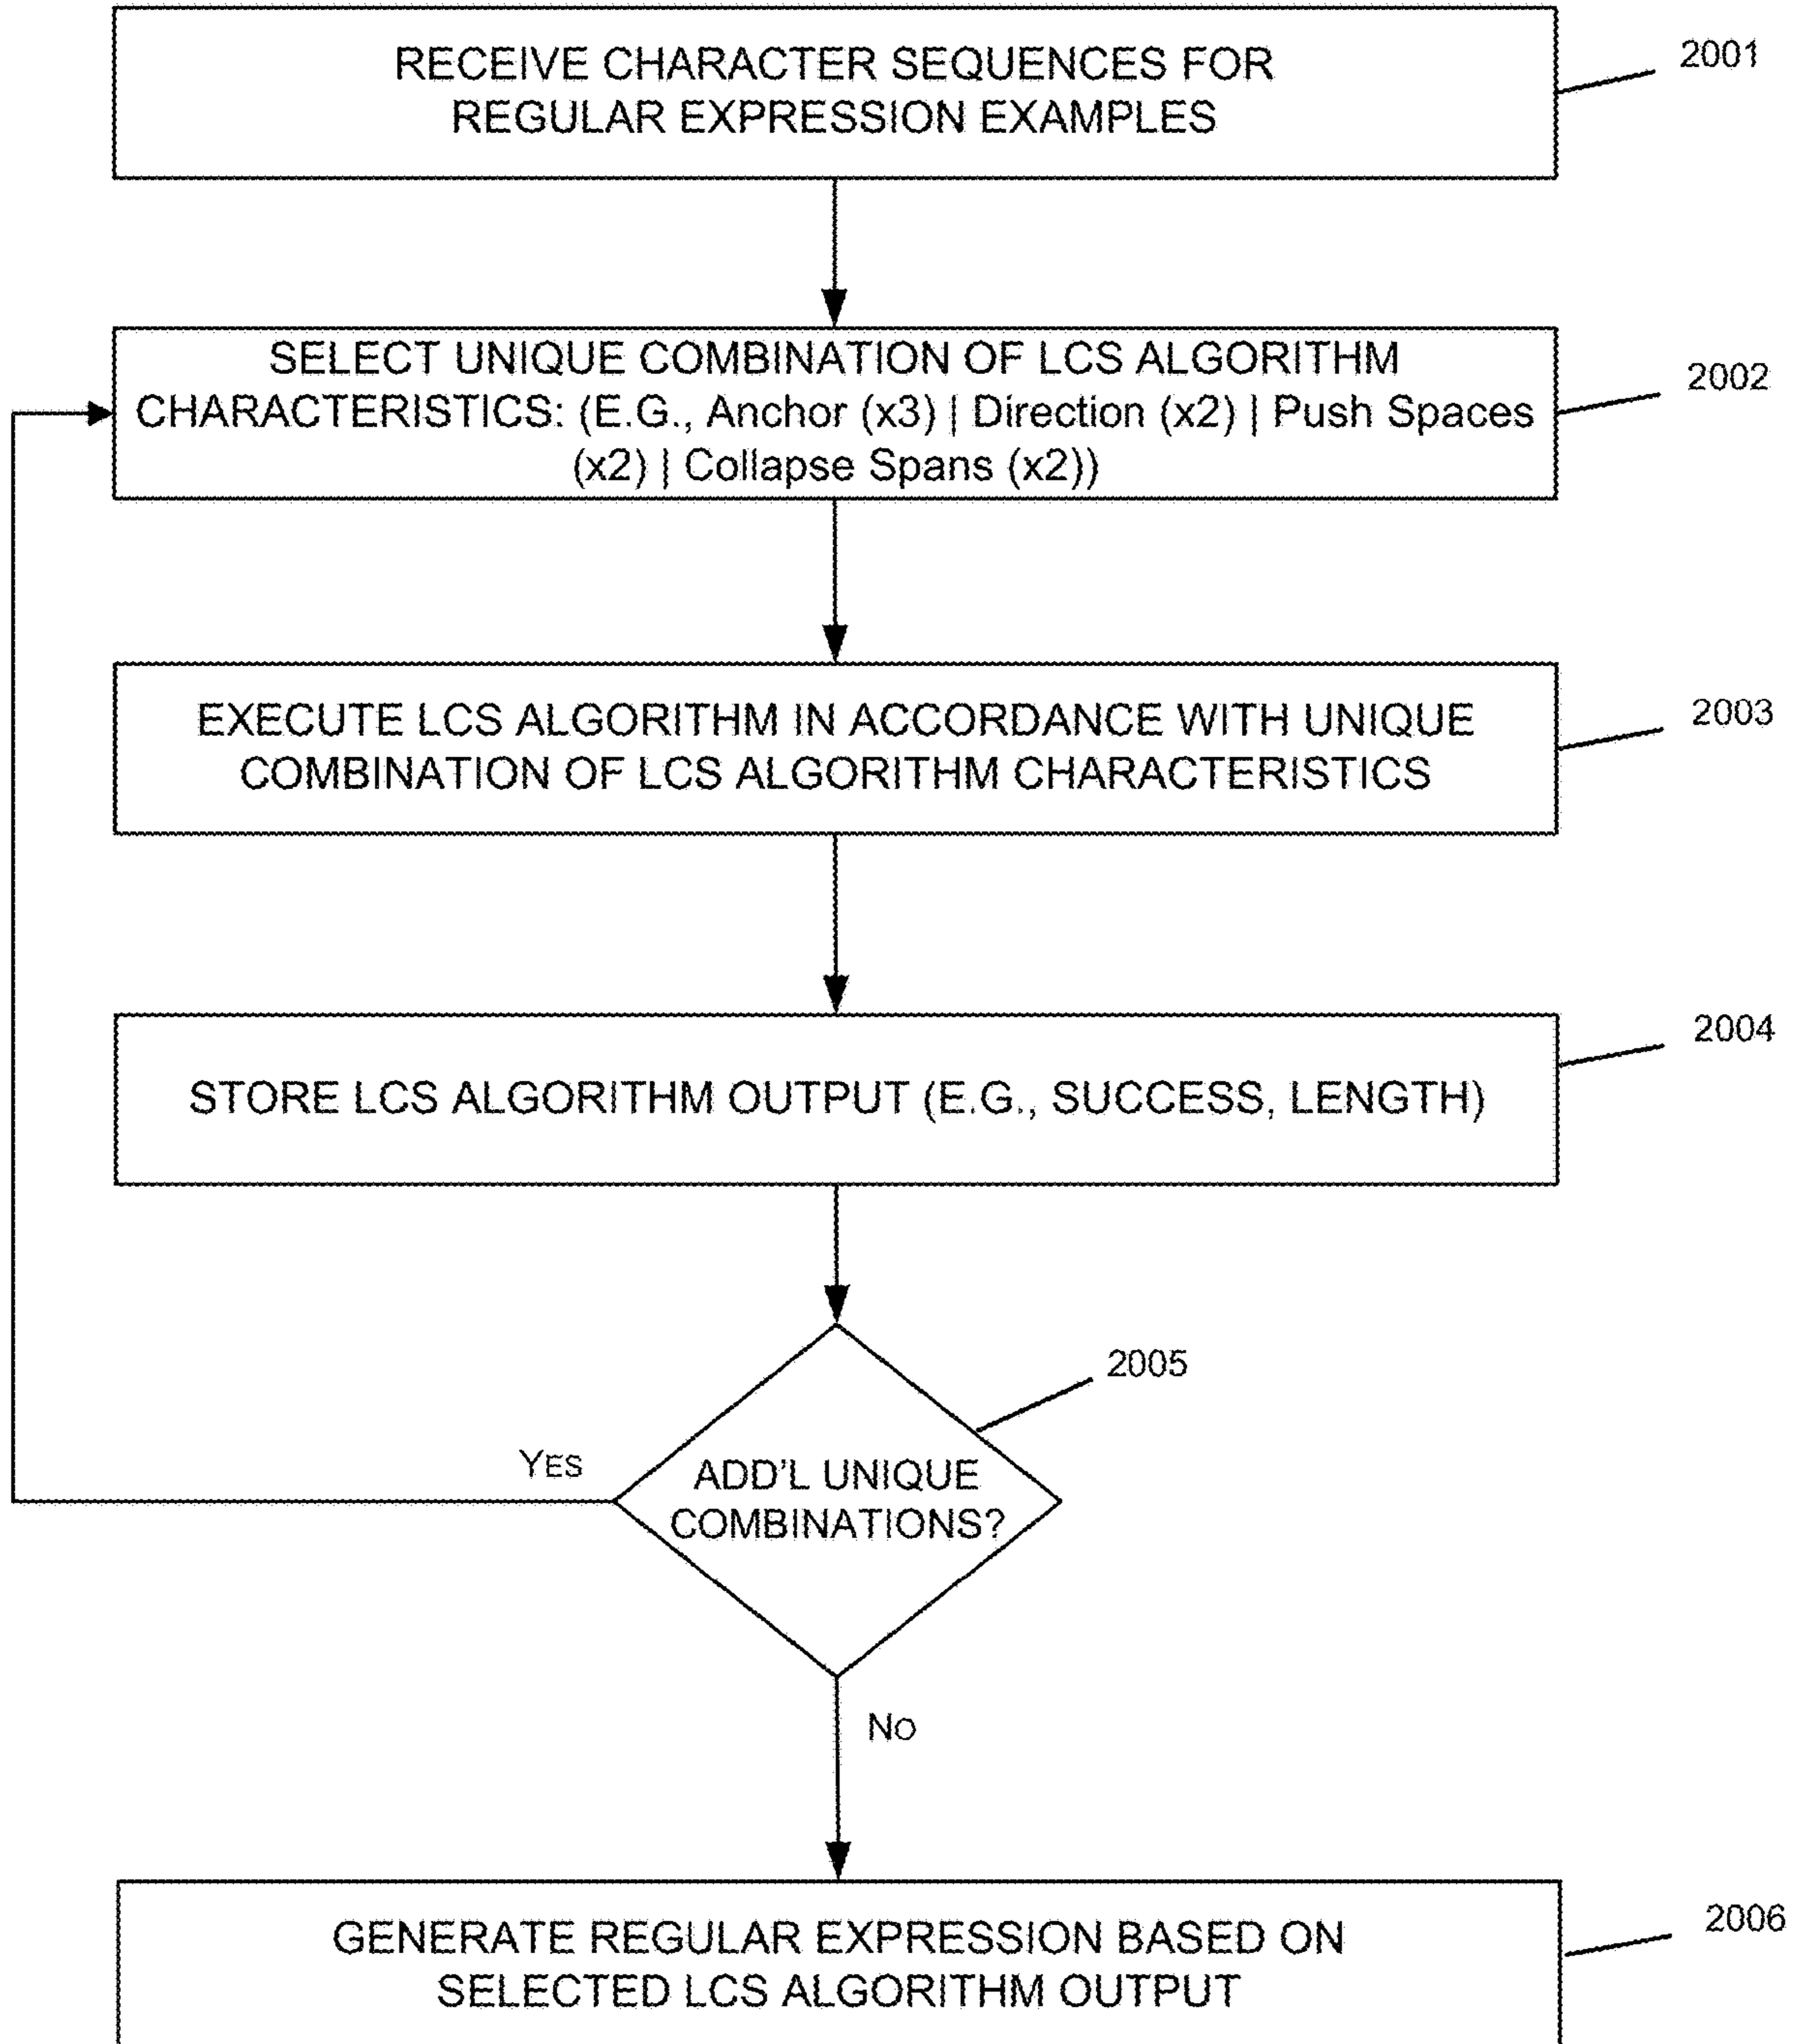 RECEIVE CHARACTER SEQUENCES FOR
REGULAR EXPRESSION EXAMPLES
2001
SELECT UNIQUE COMBINATION OF LCS ALGORITHM
CHARACTERISTICS: (E.G., Anchor (x3) | Direction (x2) | Push Spaces
(x2) | Collapse Spans (x2))
2002
EXECUTE LCS ALGORITHM IN ACCORDANCE WITH UNIQUE
COMBINATION OF LCS ALGORITHM CHARACTERISTICS
2003
STORE LCS ALGORITHM OUTPUT (E.G., SUCCESS, LENGTH)
2004
2005
YES
ADD'L UNIQUE
COMBINATIONS?
NO
GENERATE REGULAR EXPRESSION BASED ON
SELECTED LCS ALGORITHM OUTPUT
2006